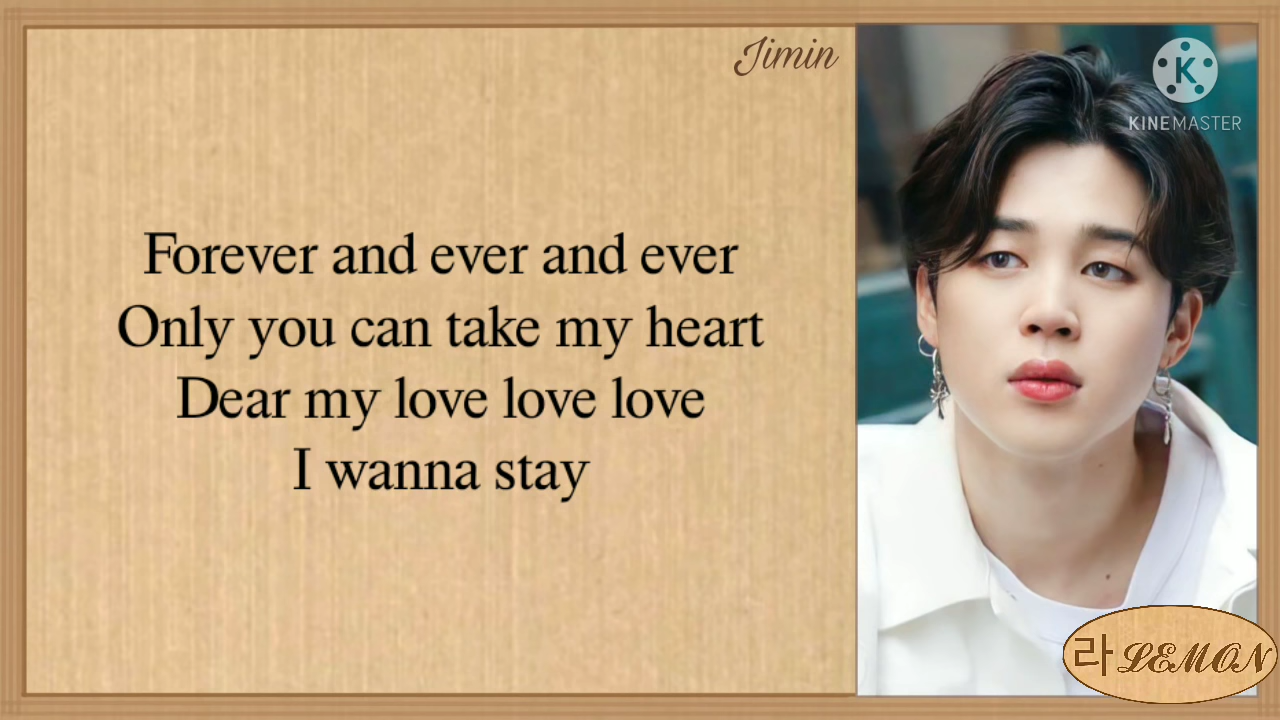 Jimin
KINEMASTER
Forever and ever and ever
Only you can take my heart
Dear my love love love
I wanna stay
라 LEMON